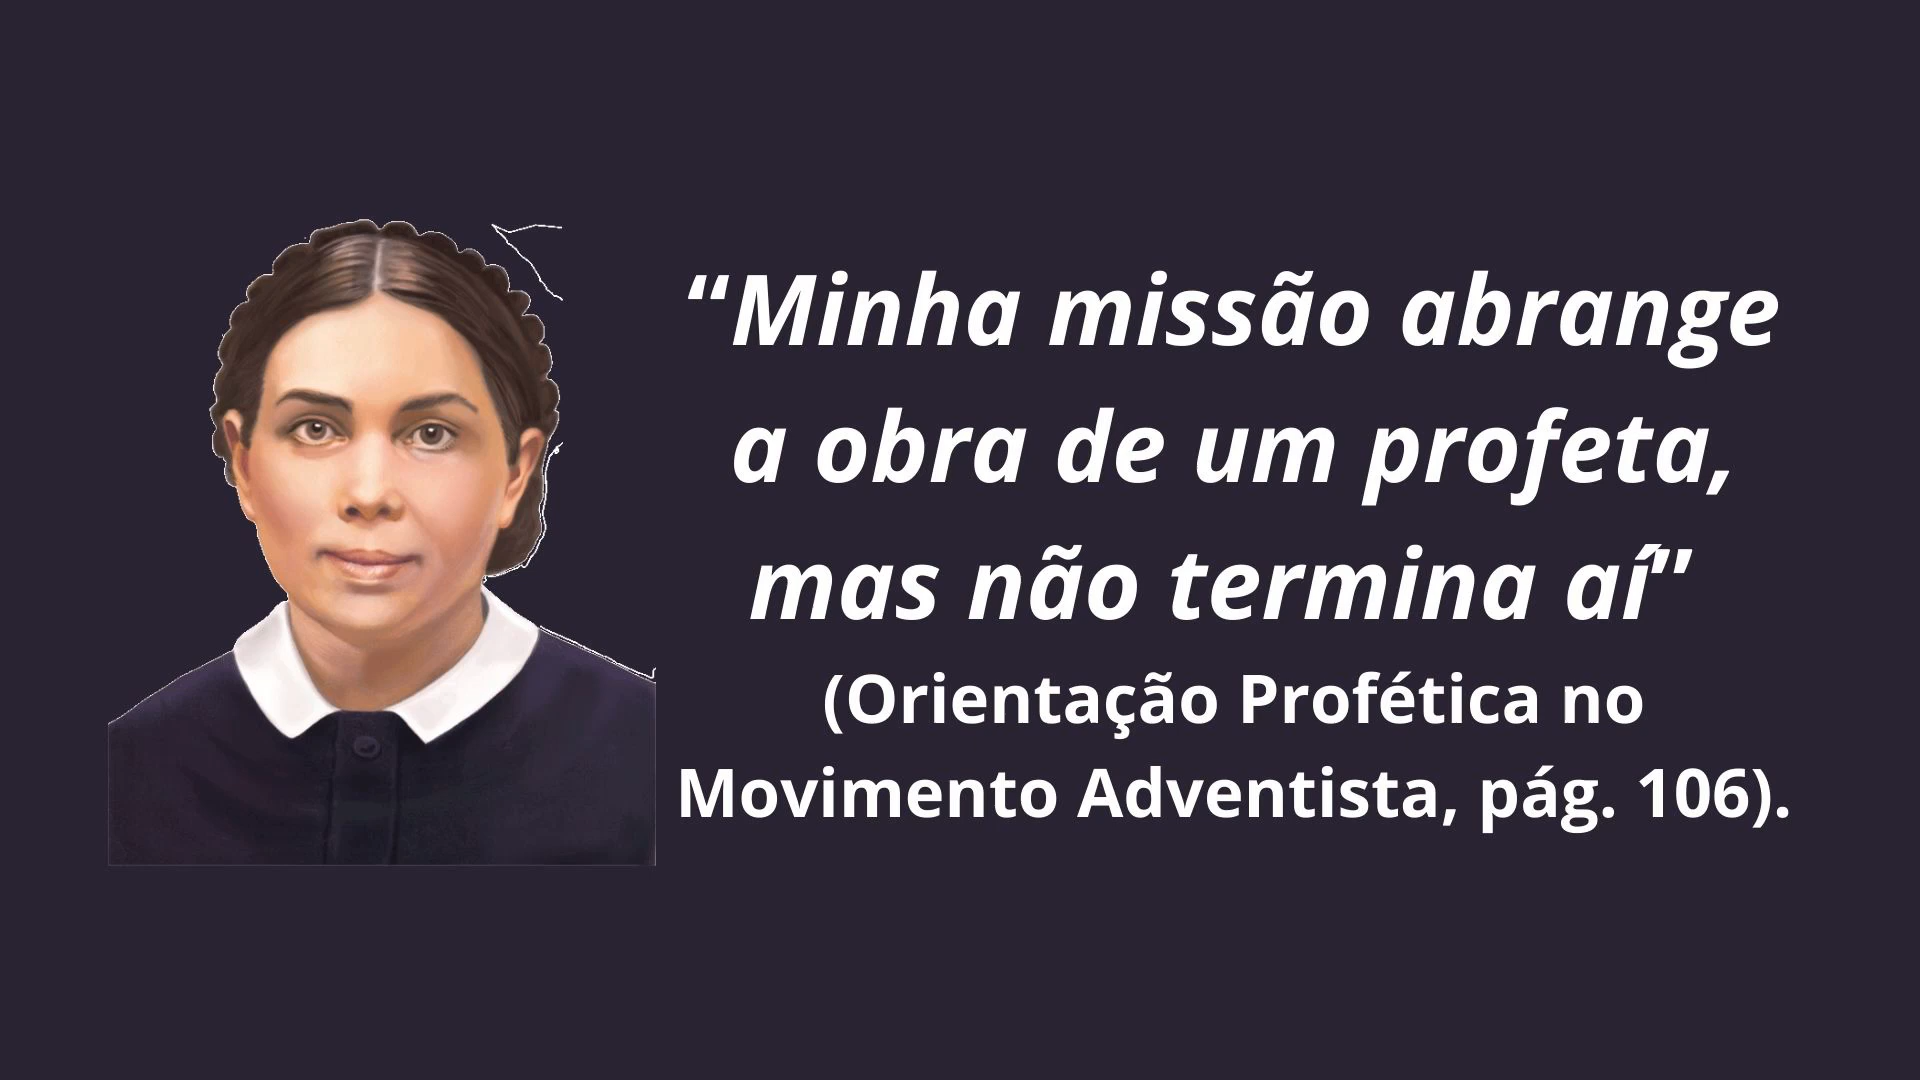 “Minha missão abrange
a obra de um profeta,
mas não termina aí”
(Orientação Profética no
Movimento Adventista, pág. 106).